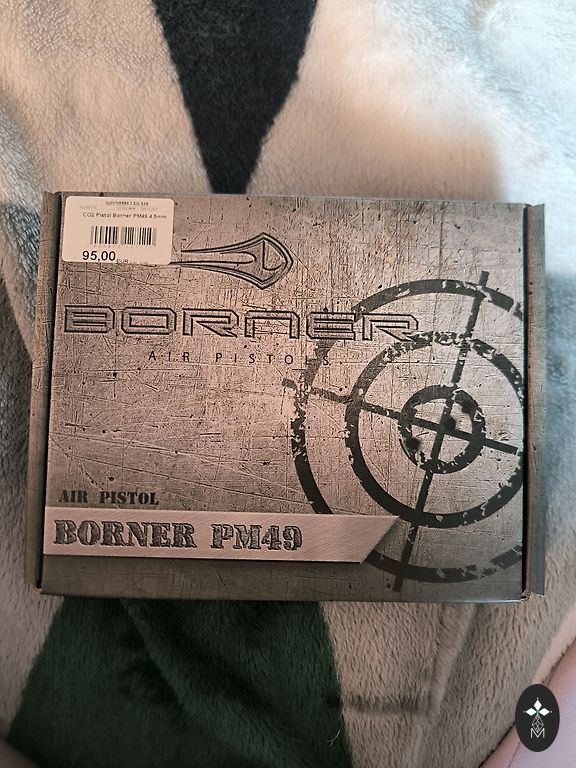 CO2 Pistol Borner PM49 4.5mm
95,00
BORNER
AIR PISTOLS
AIR PISTOL
BORNER PM49
M